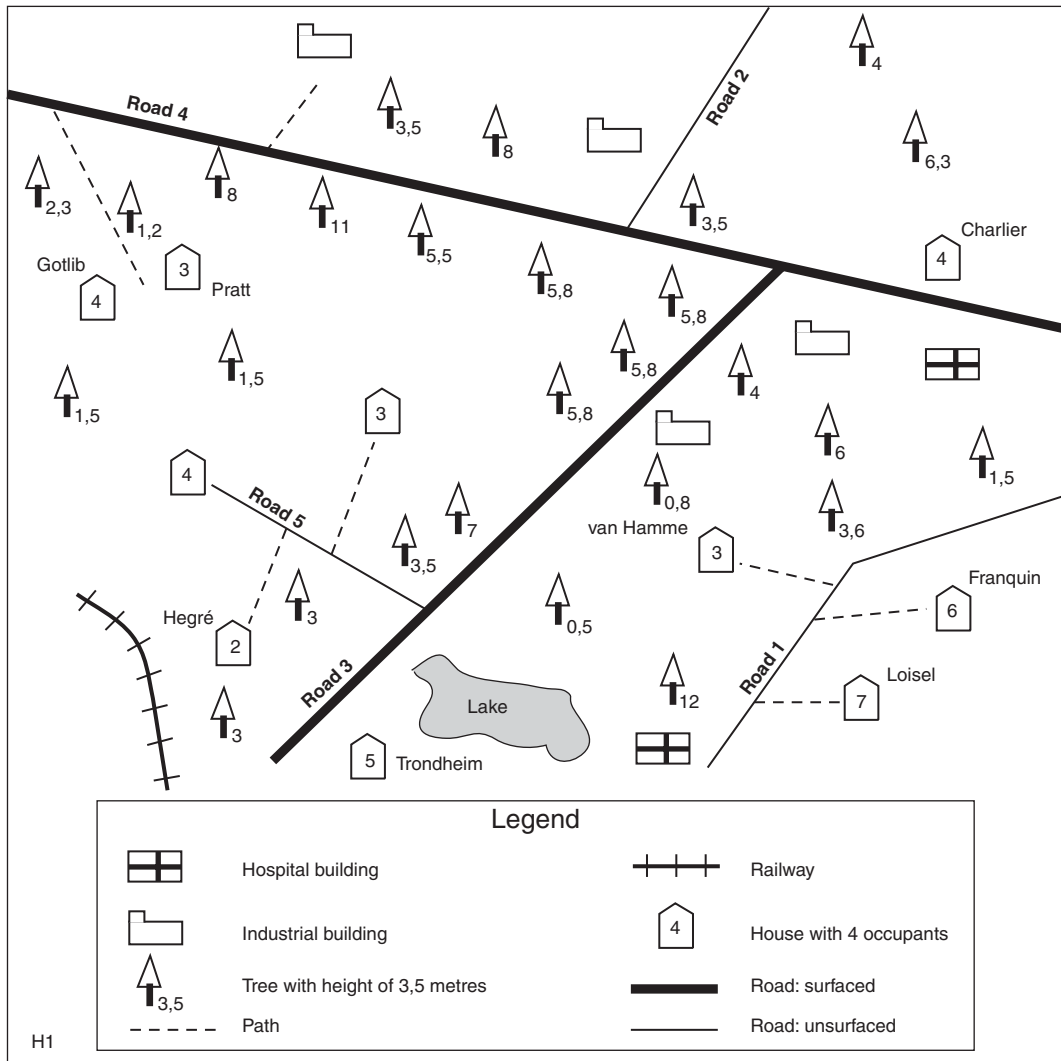 4
3,5
8
Road 4
Road 2
6,3
2,3
1,2
8
11
5,5
3,5
Charlier
4
Gotlib
4
3
Pratt
5,8
5,8
5,8
5,8
4
1,5
1,5
3
6
1,5
4
Road 5
7
3,5
0,8
3,6
van Hamme
3
Franquin
6
Hegré
2
3
0,5
Road 3
Road 1
Loisel
7
3
Lake
12
5
Trondheim
Legend
Hospital building
Railway
Industrial building
4
House with 4 occupants
3,5
Tree with height of 3,5 metres
Road: surfaced
Path
Road: unsurfaced
H1